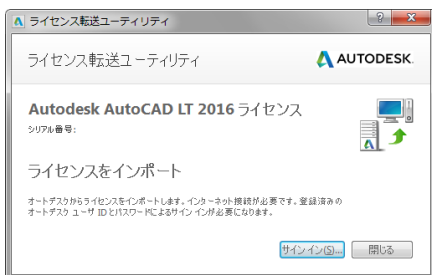 ライセンス転送ユーティリティ
ライセンス転送ユーティリティ
AUTODESK.
Autodesk AutoCAD LT 2016 ライセンス
シリアル番号:
ライセンスをインポート
オートデスクからライセンスをインポートします。インターネット接続が必要です。登録済みの
オートデスク ユーザ IDとパスワードによるサイン インが必要になります。
サイン イン(S)...
閉じる